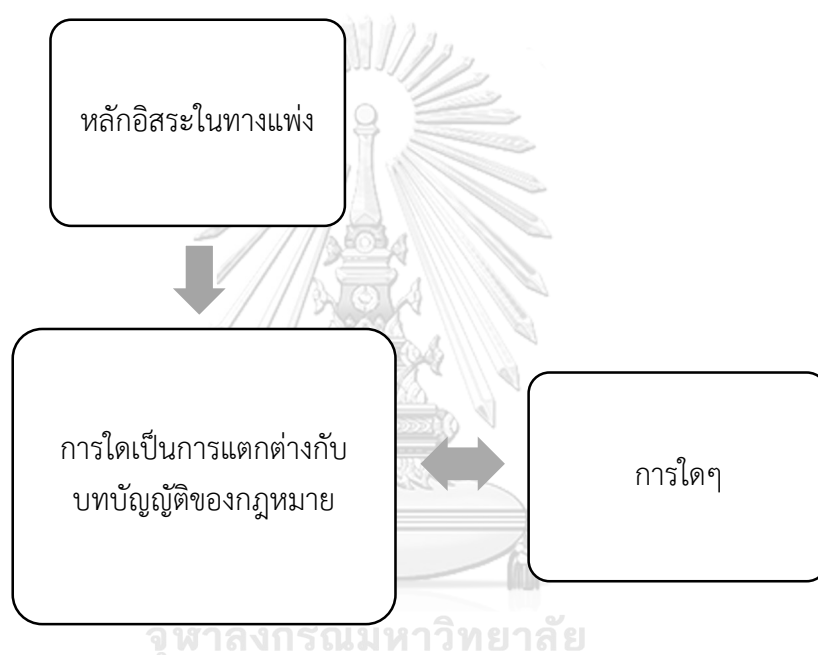 หลักอิสระในทางแพ่ง
การใดเป็นการแตกต่างกับ
บทบัญญัติของกฎหมาย
การใดๆ
จุฬาลงกรณ์มหาวิทยาลัย